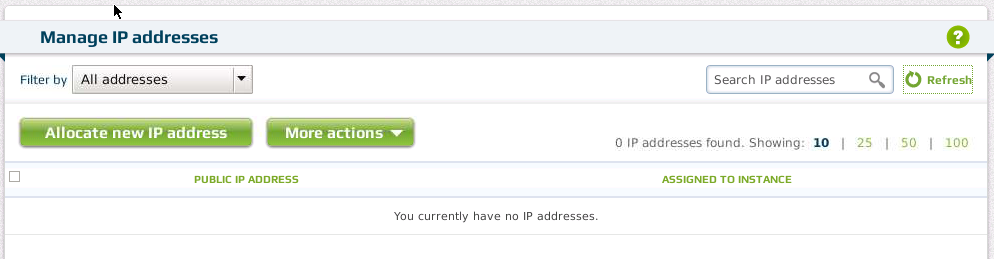 Manage IP addresses
?
Filter by All addresses Search IP addresses Refresh
Allocate new IP address More actions
0 IP addresses found. Showing: 10 | 25 | 50 | 100
PUBLIC IP ADDRESS ASSIGNED TO INSTANCE
You currently have no IP addresses.